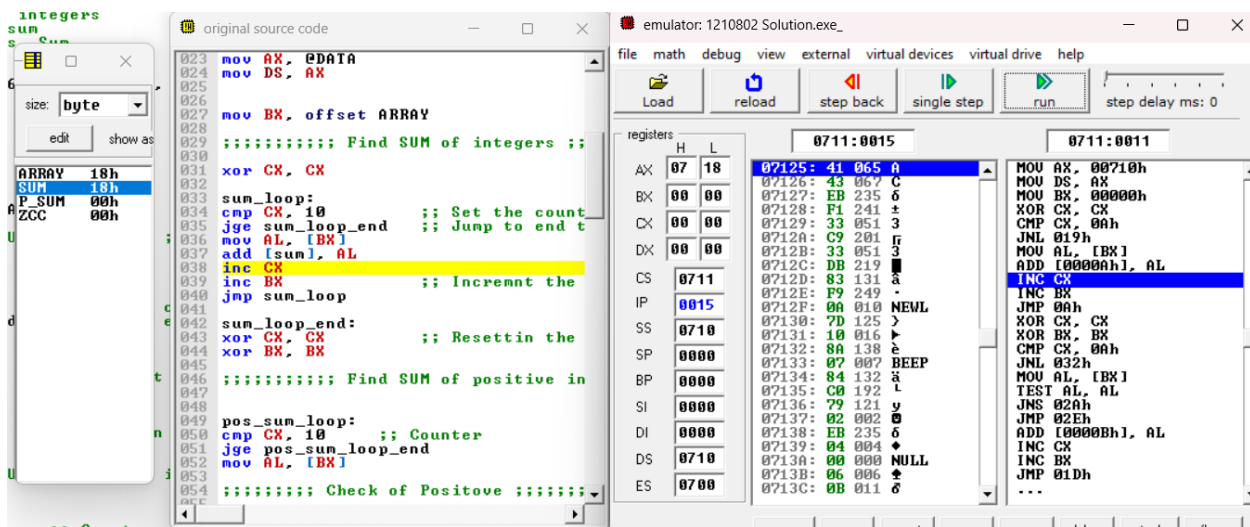 integers
sum
s Sum
size: byte
edit show as
ARRAY 18h
SUM 18h
P_SUM 00h
ZCC 00h
original source code
023 mov AX, @DATA
024 mov DS, AX
025
026
027 mov BX, offset ARRAY
028
029 ;;;;;;;;;;; Find SUM of integers ;;
030
031 xor CX, CX
032
033 sum_loop:
034 cmp CX, 10 ;; Set the count
035 jge sum_loop_end ;; Jump to end t
036 mov AL, [BX]
037 add [sum], AL
038 inc CX
039 inc BX ;; Incremnt the
040 jmp sum_loop
041
042 sum_loop_end:
043 xor CX, CX ;; Resettin the
044 xor BX, BX
045
046 ;;;;;;;;;;; Find SUM of positive in
047
048
049 pos_sum_loop:
050 cmp CX, 10 ;; Counter
051 jge pos_sum_loop_end
052 mov AL, [BX]
053
054 ;;;;;;;;; Check of Positove ;;;;;;;
emulator: 1210802 Solution.exe_
file math debug view external virtual devices virtual drive help
Load reload step back single step run step delay ms: 0
registers
H L
AX 07 18
BX 00 00
CX 00 00
DX 00 00
CS 0711
IP 0015
SS 0710
SP 0000
BP 0000
SI 0000
DI 0000
DS 0710
ES 0700
0711:0015
07125: 41 065 A
07126: 43 067 C
07127: EB 235 δ
07128: F1 241 ±
07129: 33 051 3
0712A: C9 201 ╔
0712B: 33 051 3
0712C: DB 219 █
0712D: 83 131 â
0712E: F9 249 ·
0712F: 0A 010 NEWL
07130: 7D 125 }
07131: 10 016 ►
07132: 8A 138 è
07133: 07 007 BEEP
07134: 84 132 ä
07135: C0 192 └
07136: 79 121 y
07137: 02 002 ☻
07138: EB 235 δ
07139: 04 004 ♦
0713A: 00 000 NULL
0713B: 06 006 ♠
0713C: 0B 011 ♂
0711:0011
MOV AX, 00710h
MOV DS, AX
MOV BX, 00000h
XOR CX, CX
CMP CX, 0Ah
JNL 019h
MOV AL, [BX]
ADD [0000Ah], AL
INC CX
INC BX
JMP 0Ah
XOR CX, CX
XOR BX, BX
CMP CX, 0Ah
JNL 032h
MOV AL, [BX]
TEST AL, AL
JNS 02Ah
JMP 02Eh
ADD [0000Bh], AL
INC CX
INC BX
JMP 01Dh
...